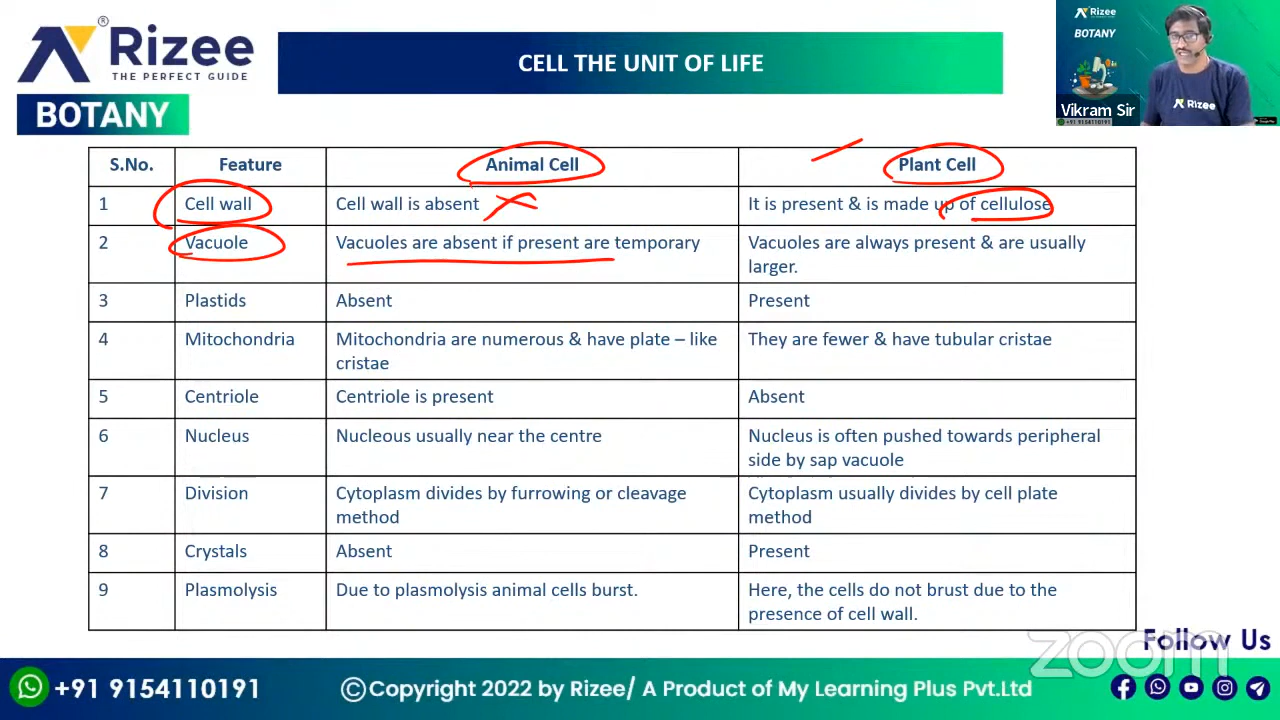 Rizee®
THE PERFECT GUIDE
BOTANY
CELL THE UNIT OF LIFE
Rizee
BOTANY
Rizee
Vikram Sir
+91 9154110191
S.No. Feature Animal Cell Plant Cell
1 Cell wall Cell wall is absent It is present & is made up of cellulose
2 Vacuole Vacuoles are absent if present are temporary Vacuoles are always present & are usually
larger.
3 Plastids Absent Present
4 Mitochondria Mitochondria are numerous & have plate – like They are fewer & have tubular cristae
cristae
5 Centriole Centriole is present Absent
6 Nucleus Nucleous usually near the centre Nucleus is often pushed towards peripheral
side by sap vacuole
7 Division Cytoplasm divides by furrowing or cleavage Cytoplasm usually divides by cell plate
method method
8 Crystals Absent Present
9 Plasmolysis Due to plasmolysis animal cells burst. Here, the cells do not brust due to the
presence of cell wall.
Follow Us
zoom
+91 9154110191 ©Copyright 2022 by Rizee/ A Product of My Learning Plus Pvt.Ltd